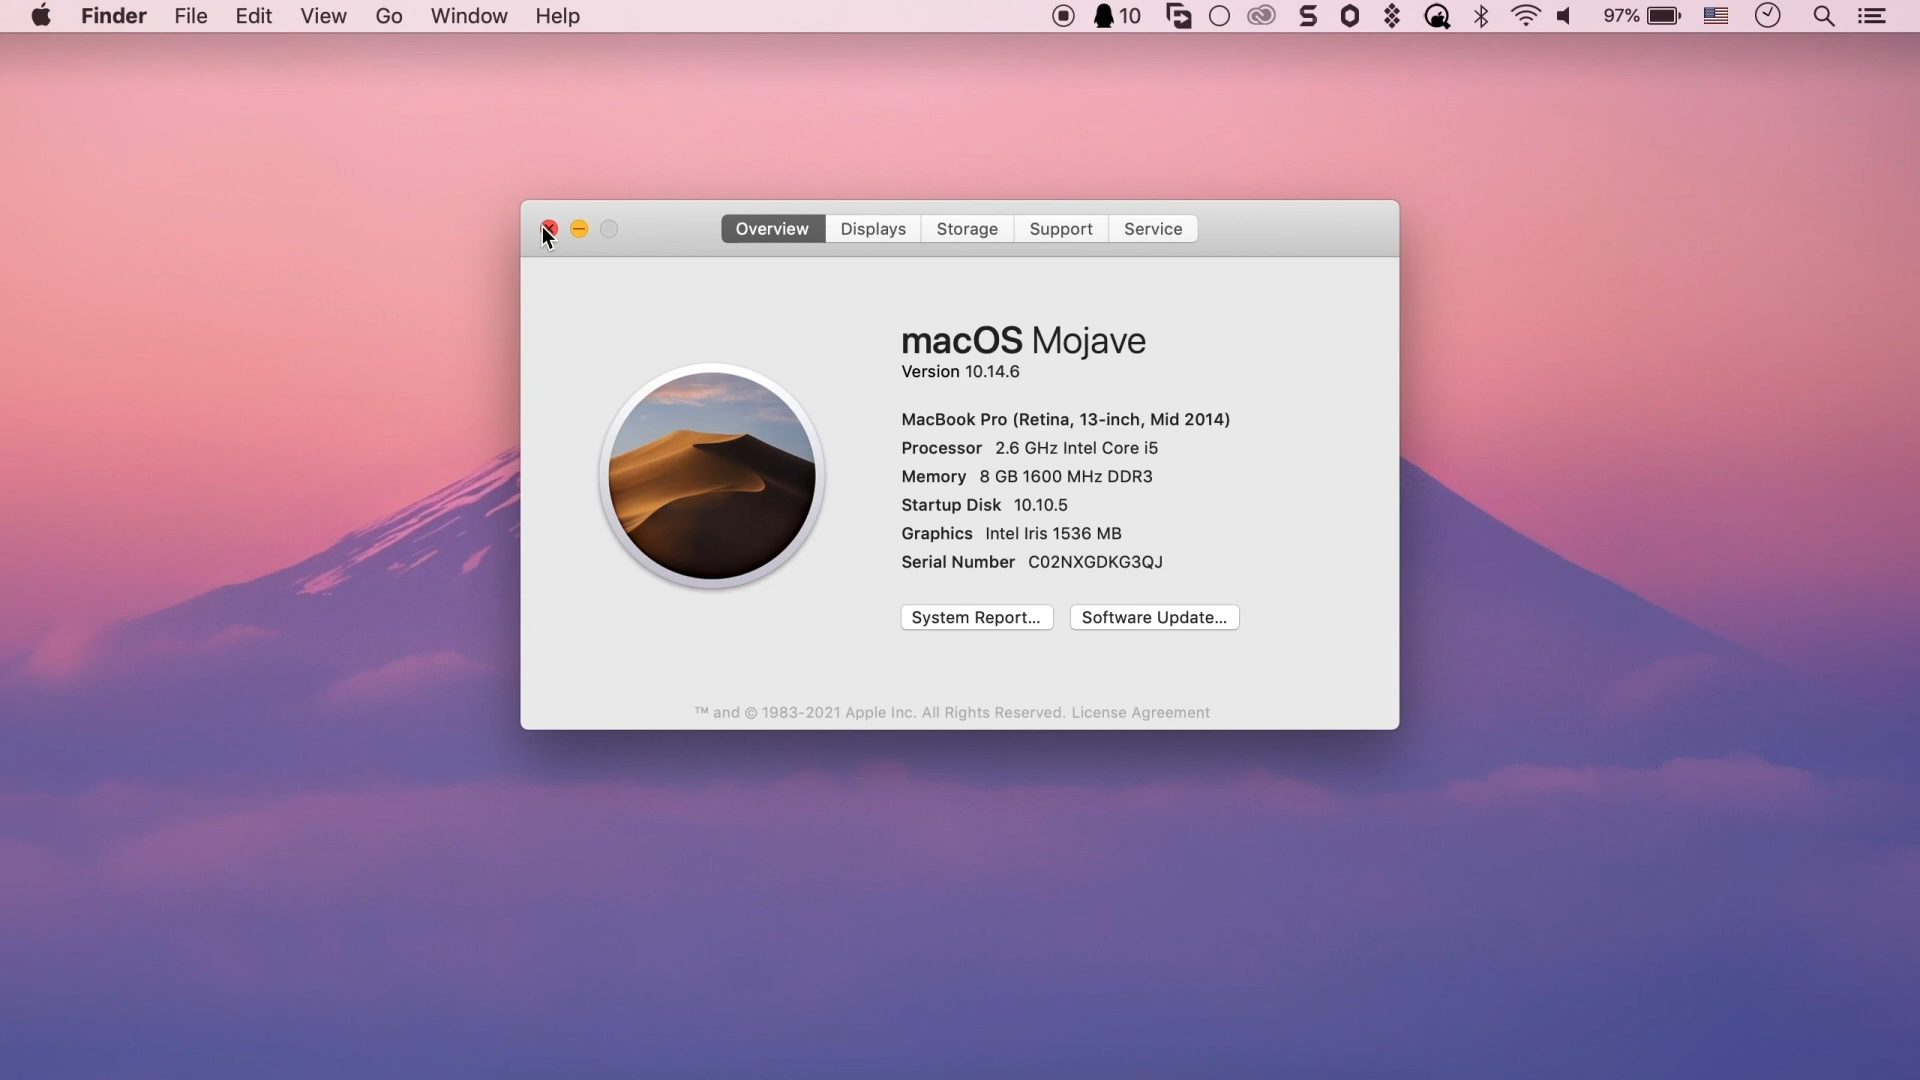 Finder File Edit View Go Window Help 10 97%
Overview Displays Storage Support Service
macOS Mojave
Version 10.14.6
MacBook Pro (Retina, 13-inch, Mid 2014)
Processor 2.6 GHz Intel Core i5
Memory 8 GB 1600 MHz DDR3
Startup Disk 10.10.5
Graphics Intel Iris 1536 MB
Serial Number C02NXGDKG3QJ
System Report... Software Update...
™ and © 1983-2021 Apple Inc. All Rights Reserved. License Agreement